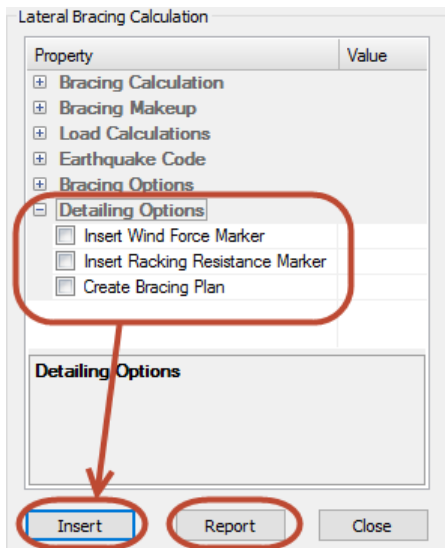 Lateral Bracing Calculation
Property Value
Bracing Calculation
Bracing Makeup
Load Calculations
Earthquake Code
Bracing Options
Detailing Options
Insert Wind Force Marker
Insert Racking Resistance Marker
Create Bracing Plan
Detailing Options
Insert Report Close